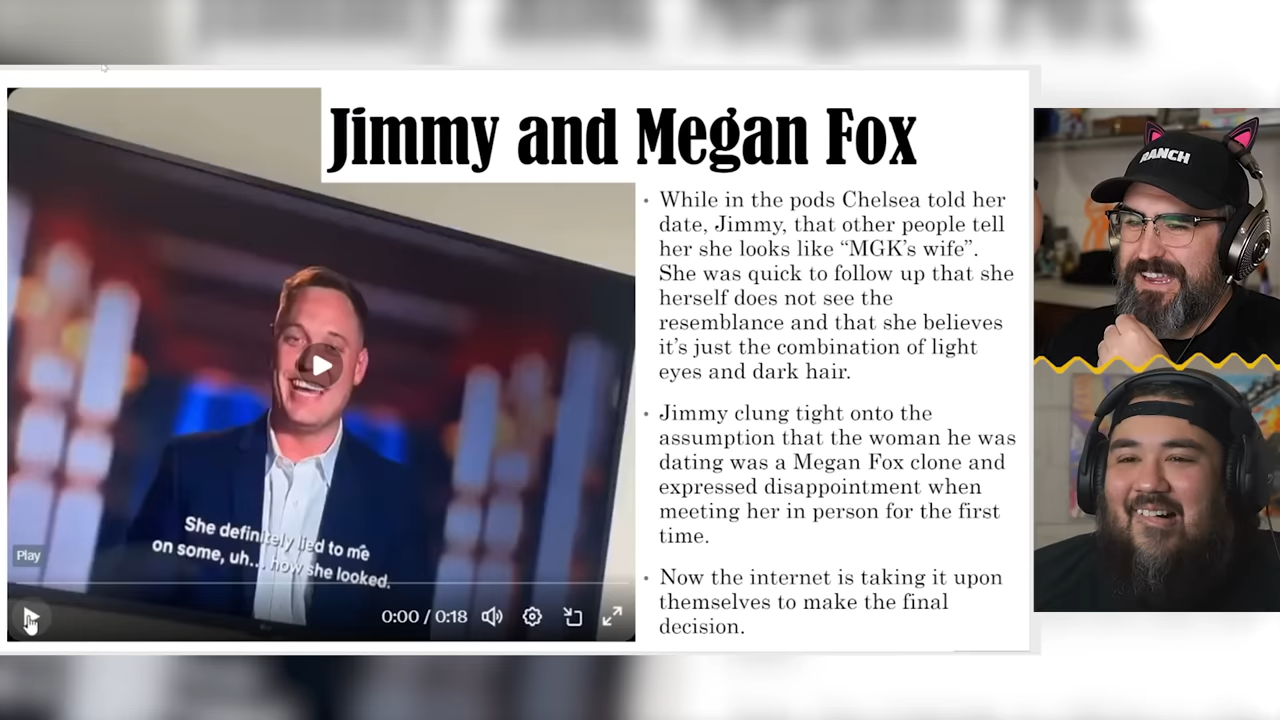 Jimmy and Megan Fox
• While in the pods Chelsea told her
date, Jimmy, that other people tell
her she looks like “MGK’s wife”.
She was quick to follow up that she
herself does not see the
resemblance and that she believes
it’s just the combination of light
eyes and dark hair.
• Jimmy clung tight onto the
assumption that the woman he was
dating was a Megan Fox clone and
expressed disappointment when
meeting her in person for the first
time.
• Now the internet is taking it upon
themselves to make the final
decision.
She definitely lied to me
on some, uh... how she looked.
Play
0:00 / 0:18
RANCH